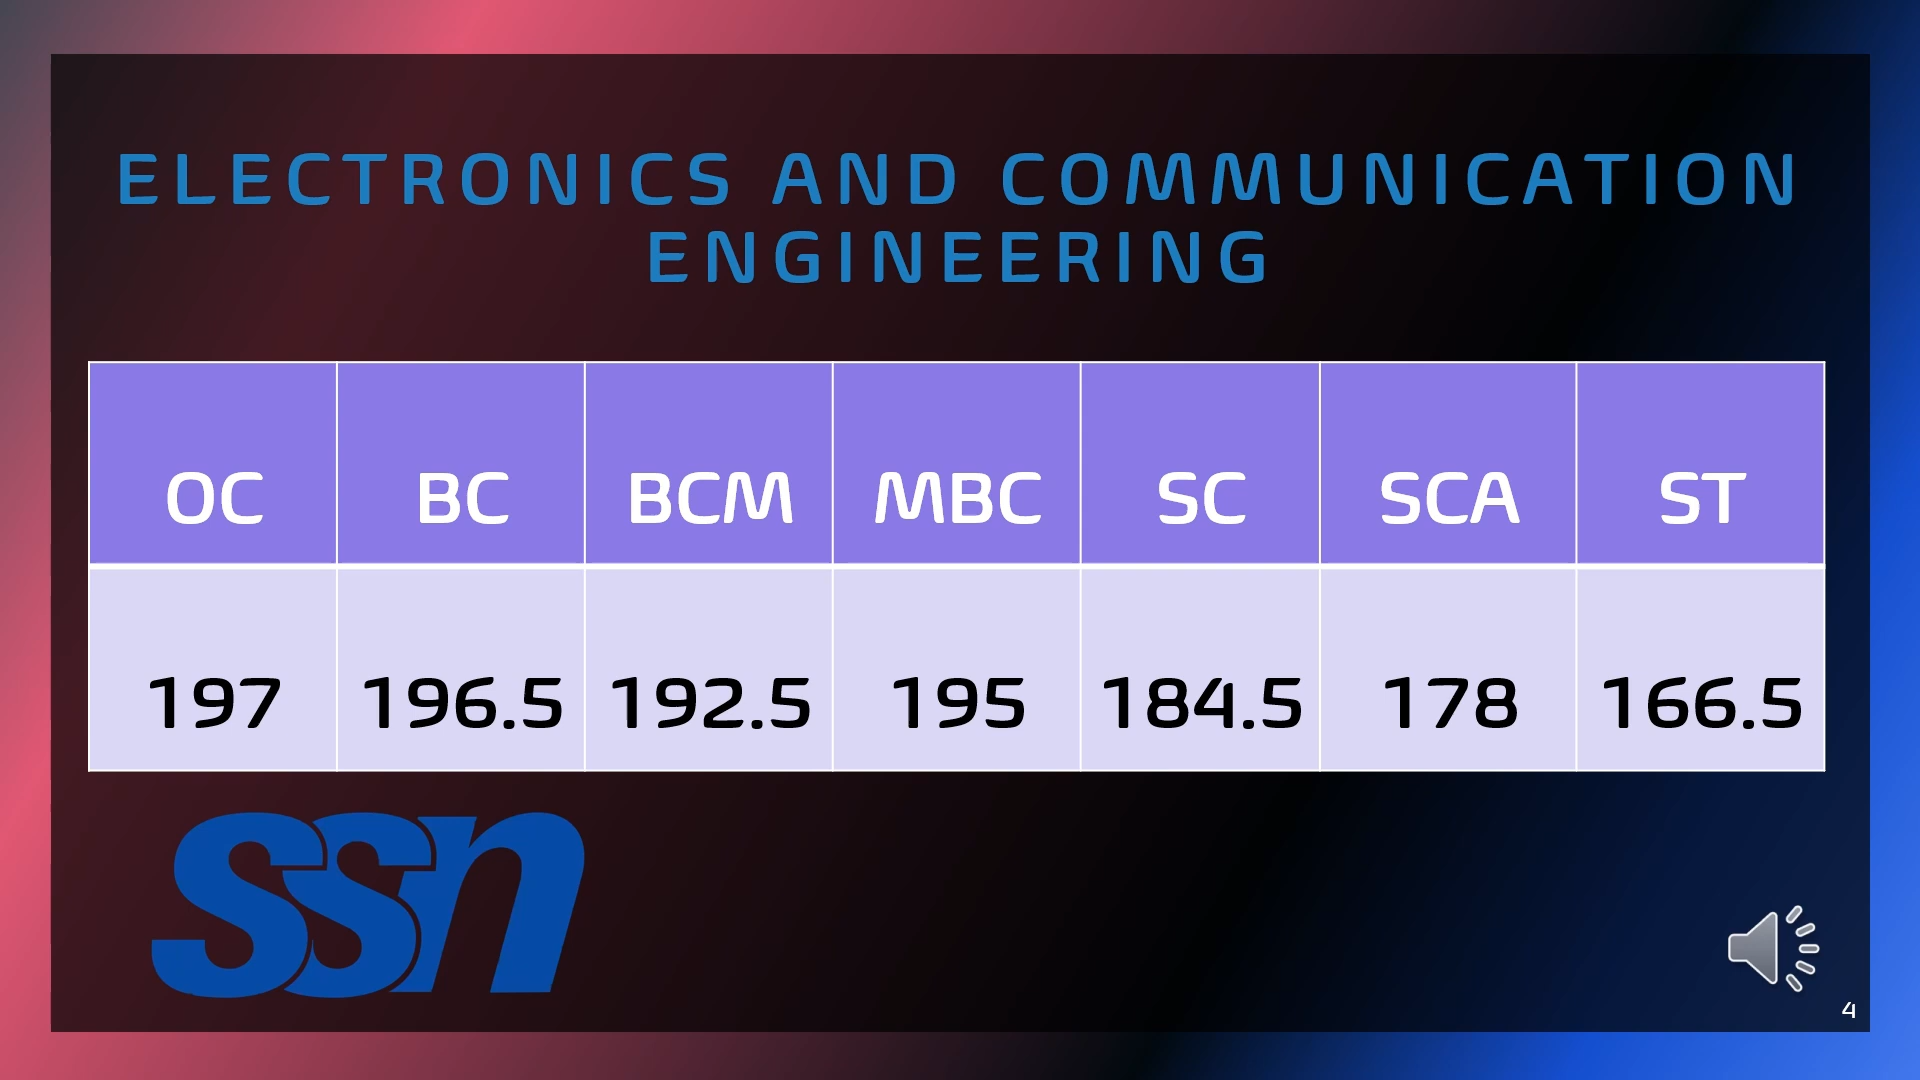 ELECTRONICS AND COMMUNICATION
ENGINEERING
OC BC BCM MBC SC SCA ST
197 196.5 192.5 195 184.5 178 166.5
ssn
4